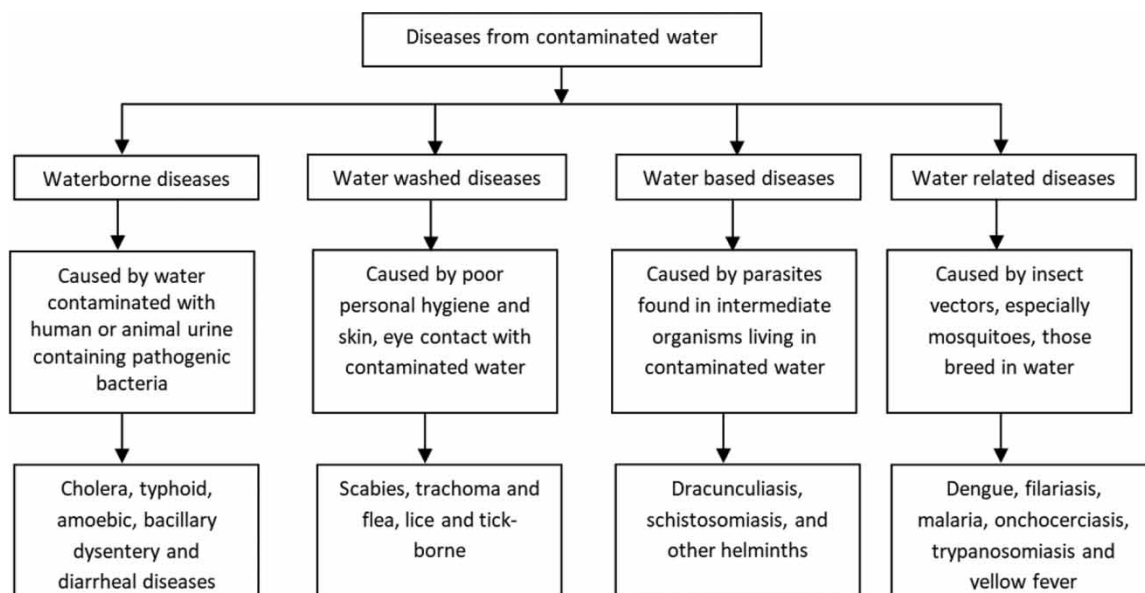 Diseases from contaminated water
Waterborne diseases
Water washed diseases
Water based diseases
Water related diseases
Caused by water
contaminated with
human or animal urine
containing pathogenic
bacteria
Caused by poor
personal hygiene and
skin, eye contact with
contaminated water
Caused by parasites
found in intermediate
organisms living in
contaminated water
Caused by insect
vectors, especially
mosquitoes, those
breed in water
Cholera, typhoid,
amoebic, bacillary
dysentery and
diarrheal diseases
Scabies, trachoma and
flea, lice and tick-
borne
Dracunculiasis,
schistosomiasis, and
other helminths
Dengue, filariasis,
malaria, onchocerciasis,
trypanosomiasis and
yellow fever